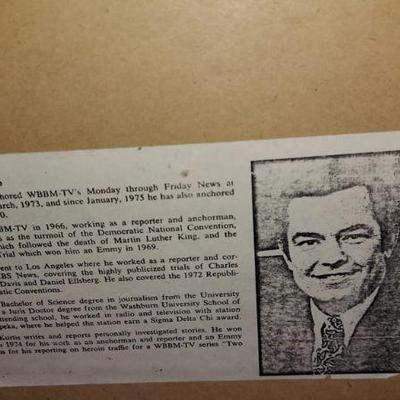 hored WBBM-TV's Monday through Friday News at
arch, 1973, and since January, 1975 he has also anchored
0.
BM-TV in 1966, working as a reporter and anchorman,
s as the turmoil of the Democratic National Convention,
hich followed the death of Martin Luther King, and the
Trial which won him an Emmy in 1969.
ent to Los Angeles where he worked as a reporter and cor-
BS News, covering the highly publicized trials of Charles
Davis and Daniel Ellsberg. He also covered the 1972 Republi-
atic Conventions.
Bachelor of Science degree in journalism from the University
a Juris Doctor degree from the Washburn University School of
ttending school, he worked in radio and television with station
peka, where he helped the station earn a Sigma Delta Chi award.
Kurtis writes and reports personally investigated stories. He won
n 1974 for his work as an anchorman and reporter and an Emmy
n for his reporting on heroin traffic for a WBBM-TV series "Two